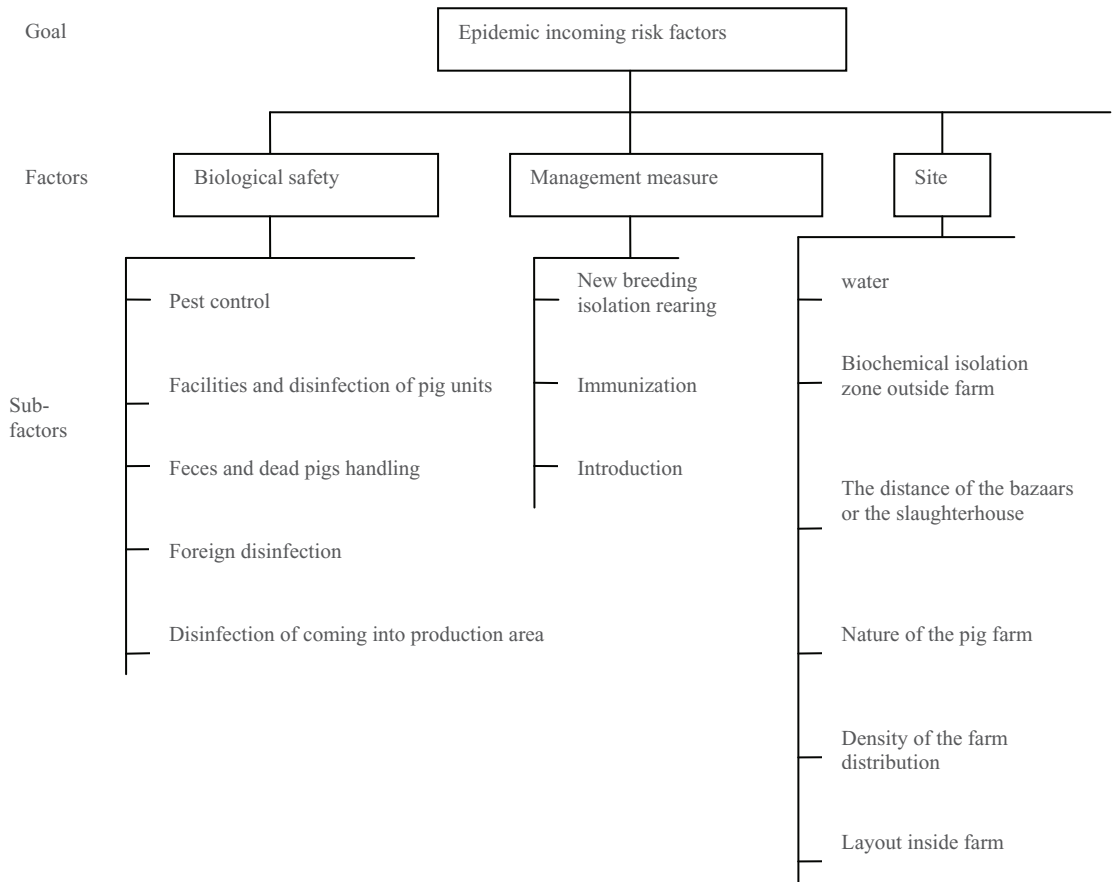 Goal
Epidemic incoming risk factors
Factors
Biological safety
Management measure
Site
Sub-
factors
Pest control
Facilities and disinfection of pig units
Feces and dead pigs handling
Foreign disinfection
Disinfection of coming into production area
New breeding
isolation rearing
Immunization
Introduction
water
Biochemical isolation
zone outside farm
The distance of the bazaars
or the slaughterhouse
Nature of the pig farm
Density of the farm
distribution
Layout inside farm